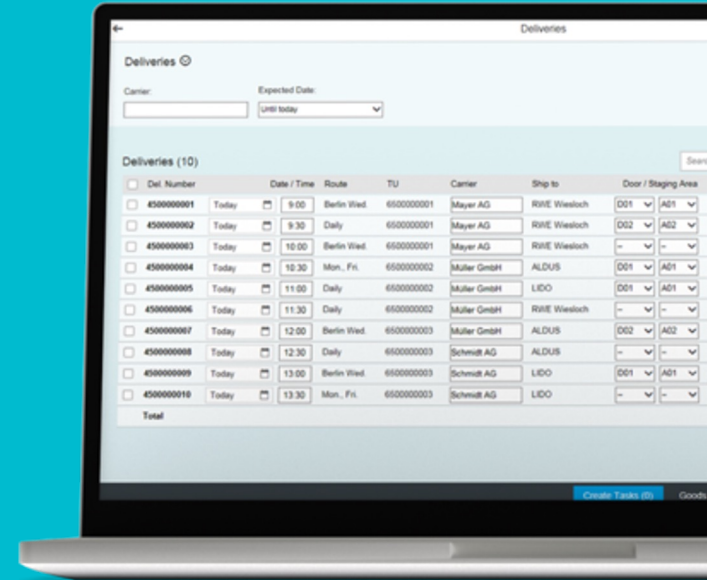 ←
Deliveries
Deliveries
Carrier:
Expected Date:
Until today
Deliveries (10)
Del. Number Date / Time Route TU Carrier Ship to Door / Staging Area
4500000001 Today 9:00 Berlin Wed. 6500000001 Mayer AG RWE Wiesloch D01 A01
4500000002 Today 9:30 Daily 6500000001 Mayer AG RWE Wiesloch D02 A02
4500000003 Today 10:00 Berlin Wed. 6500000001 Mayer AG RWE Wiesloch – –
4500000004 Today 10:30 Mon., Fri. 6500000002 Müller GmbH ALDUS D01 A01
4500000005 Today 11:00 Daily 6500000002 Müller GmbH LIDO D01 A01
4500000006 Today 11:30 Daily 6500000002 Müller GmbH RWE Wiesloch – –
4500000007 Today 12:00 Berlin Wed. 6500000003 Müller GmbH ALDUS D02 A02
4500000008 Today 12:30 Daily 6500000003 Schmidt AG ALDUS – –
4500000009 Today 13:00 Berlin Wed. 6500000003 Schmidt AG LIDO D01 A01
4500000010 Today 13:30 Mon., Fri. 6500000003 Schmidt AG LIDO – –
Total
Create Tasks (0) Goods